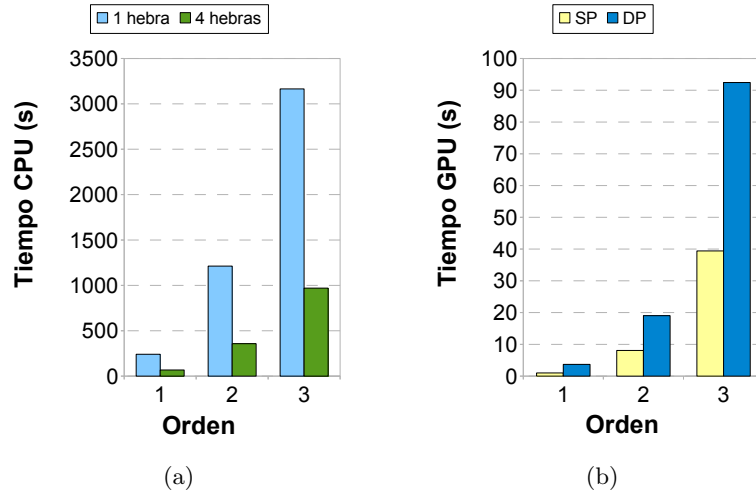 1 hebra 4 hebras
Tiempo CPU (s)
3500
3000
2500
2000
1500
1000
500
0
1 2 3
Orden
(a)
SP DP
Tiempo GPU (s)
100
90
80
70
60
50
40
30
20
10
0
1 2 3
Orden
(b)